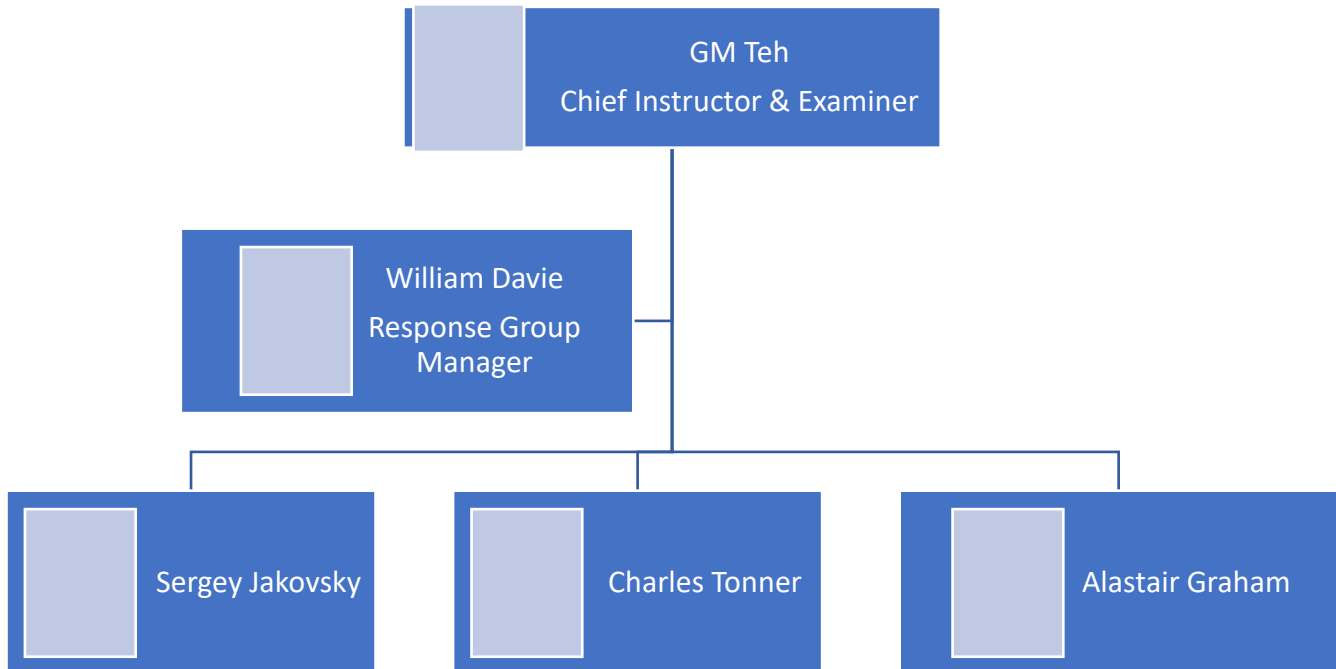 GM Teh
Chief Instructor & Examiner
William Davie
Response Group
Manager
Sergey Jakovsky
Charles Tonner
Alastair Graham